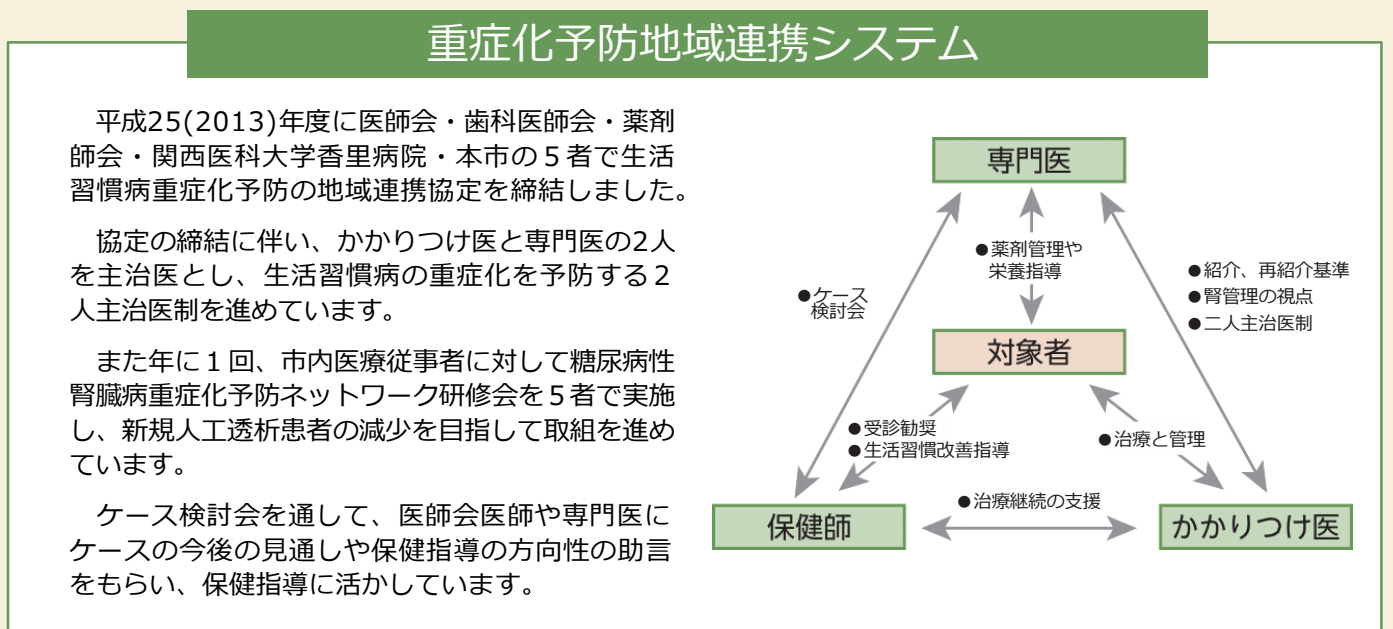 重症化予防地域連携システム
平成25(2013)年度に医師会・歯科医師会・薬剤
師会・関西医科大学香里病院・本市の５者で生活
習慣病重症化予防の地域連携協定を締結しました。
協定の締結に伴い、かかりつけ医と専門医の2人
を主治医とし、生活習慣病の重症化を予防する２
人主治医制を進めています。
また年に１回、市内医療従事者に対して糖尿病性
腎臓病重症化予防ネットワーク研修会を５者で実施
し、新規人工透析患者の減少を目指して取組を進め
ています。
ケース検討会を通して、医師会医師や専門医に
ケースの今後の見通しや保健指導の方向性の助言
をもらい、保健指導に活かしています。
専門医
●薬剤管理や
栄養指導
●ケース
検討会
●紹介、再紹介基準
●腎管理の視点
●二人主治医制
対象者
●受診勧奨
●生活習慣改善指導
●治療と管理
●治療継続の支援
保健師
かかりつけ医